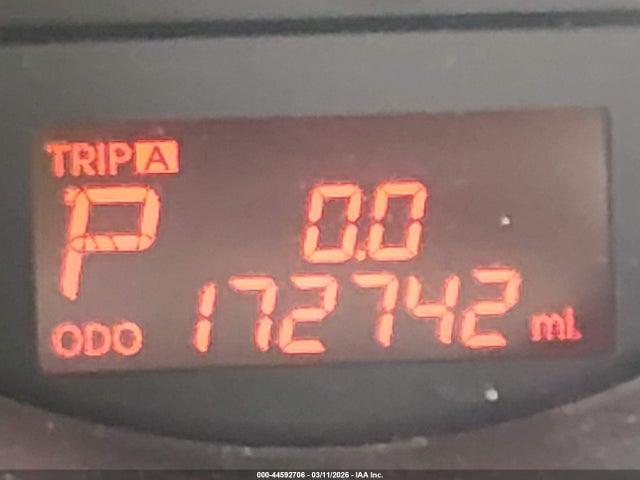 TRIP A
P 0.0
ODO 172742 mi.
000-44592706 - 03/11/2026 - IAA Inc.